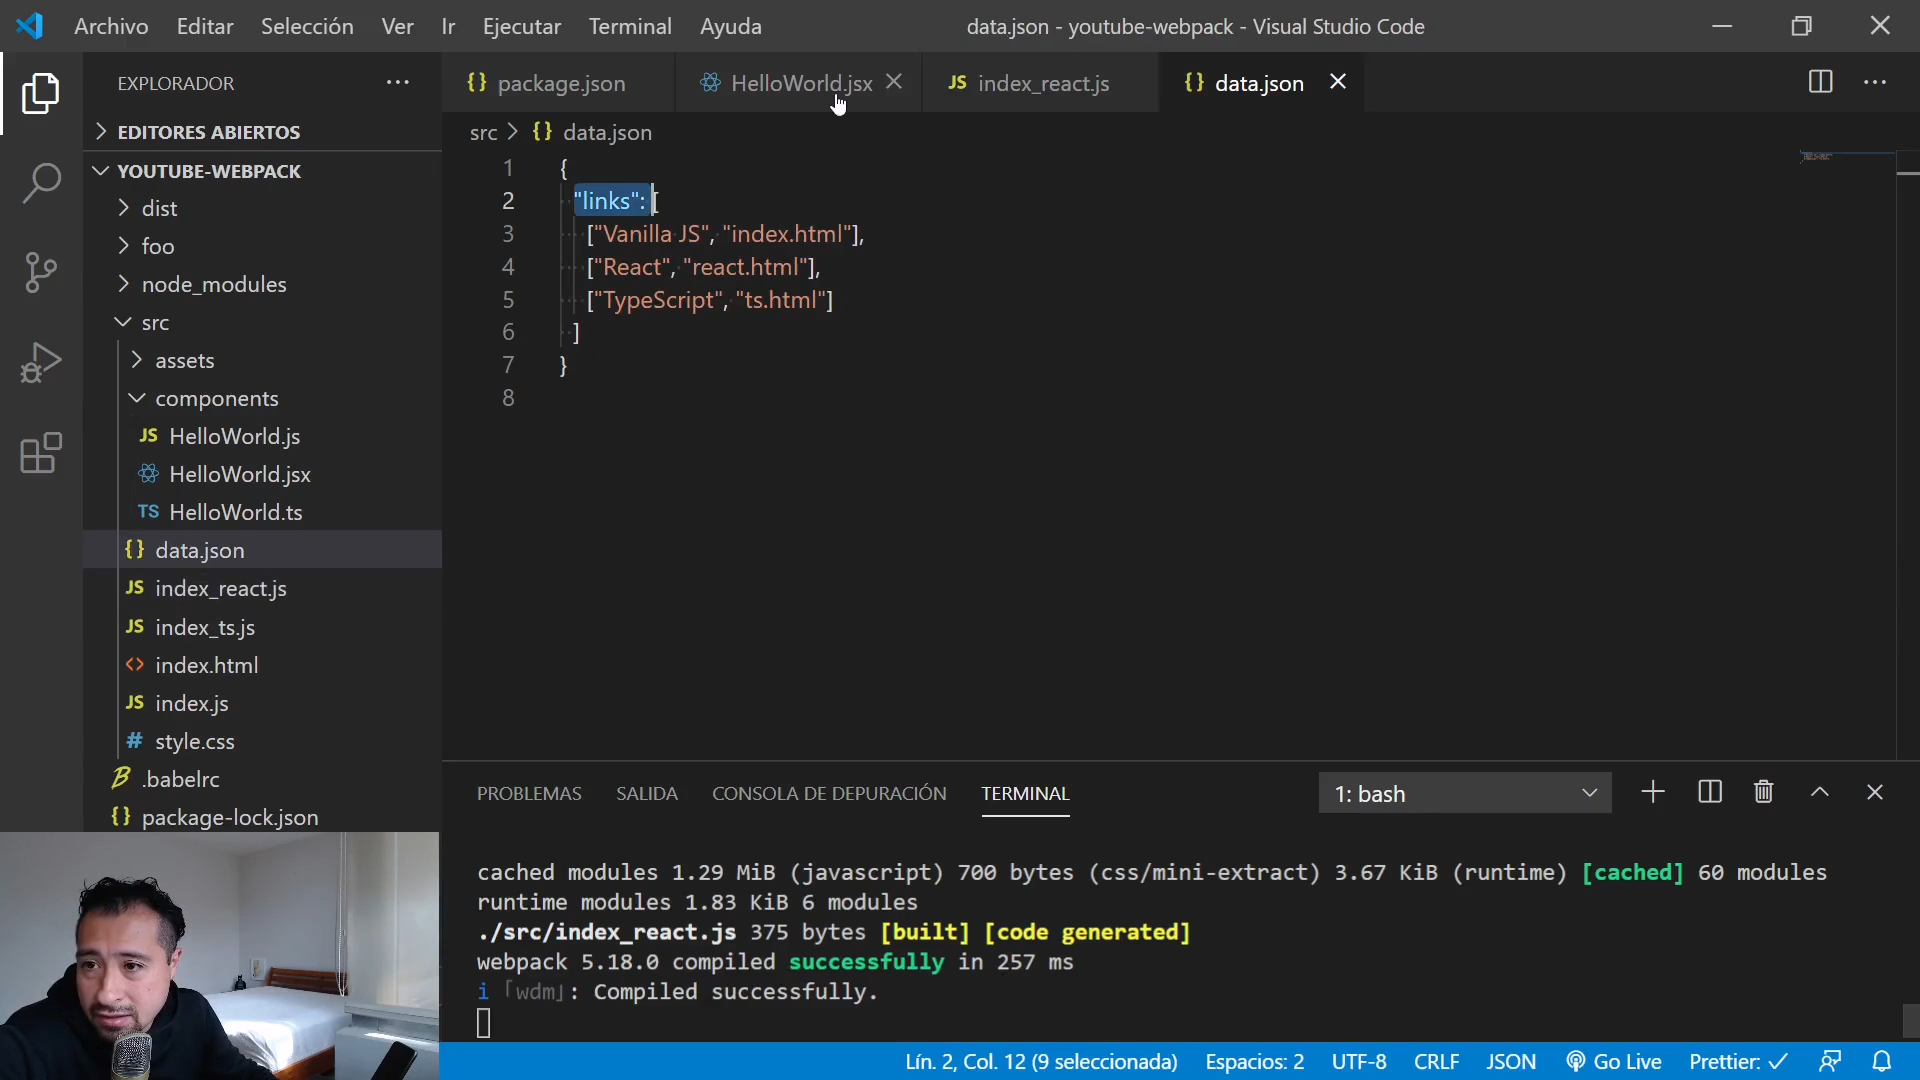 Archivo Editar Selección Ver Ir Ejecutar Terminal Ayuda
data.json - youtube-webpack - Visual Studio Code
EXPLORADOR
EDITORES ABIERTOS
YOUTUBE-WEBPACK
dist
foo
node_modules
src
assets
components
JS HelloWorld.js
HelloWorld.jsx
TS HelloWorld.ts
{} data.json
JS index_react.js
JS index_ts.js
<> index.html
JS index.js
# style.css
B .babelrc
{} package-lock.json
{} package.json
HelloWorld.jsx
JS index_react.js
{} data.json
src > {} data.json
1 {
2 "links": [
3 ["Vanilla JS", "index.html"],
4 ["React", "react.html"],
5 ["TypeScript", "ts.html"]
6 ]
7 }
8
PROBLEMAS SALIDA CONSOLA DE DEPURACIÓN TERMINAL
1: bash
cached modules 1.29 MiB (javascript) 700 bytes (css/mini-extract) 3.67 KiB (runtime) [cached] 60 modules
runtime modules 1.83 KiB 6 modules
./src/index_react.js 375 bytes [built] [code generated]
webpack 5.18.0 compiled successfully in 257 ms
i ｢wdm｣: Compiled successfully.
Lín. 2, Col. 12 (9 seleccionada) Espacios: 2 UTF-8 CRLF JSON Go Live Prettier: ✓